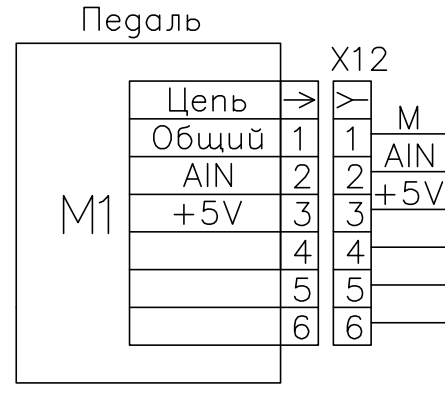 Педаль
X12
Цепь
Общий 1 1 M
AIN 2 2 AIN
+5V 3 3 +5V
M1
4 4
5 5
6 6